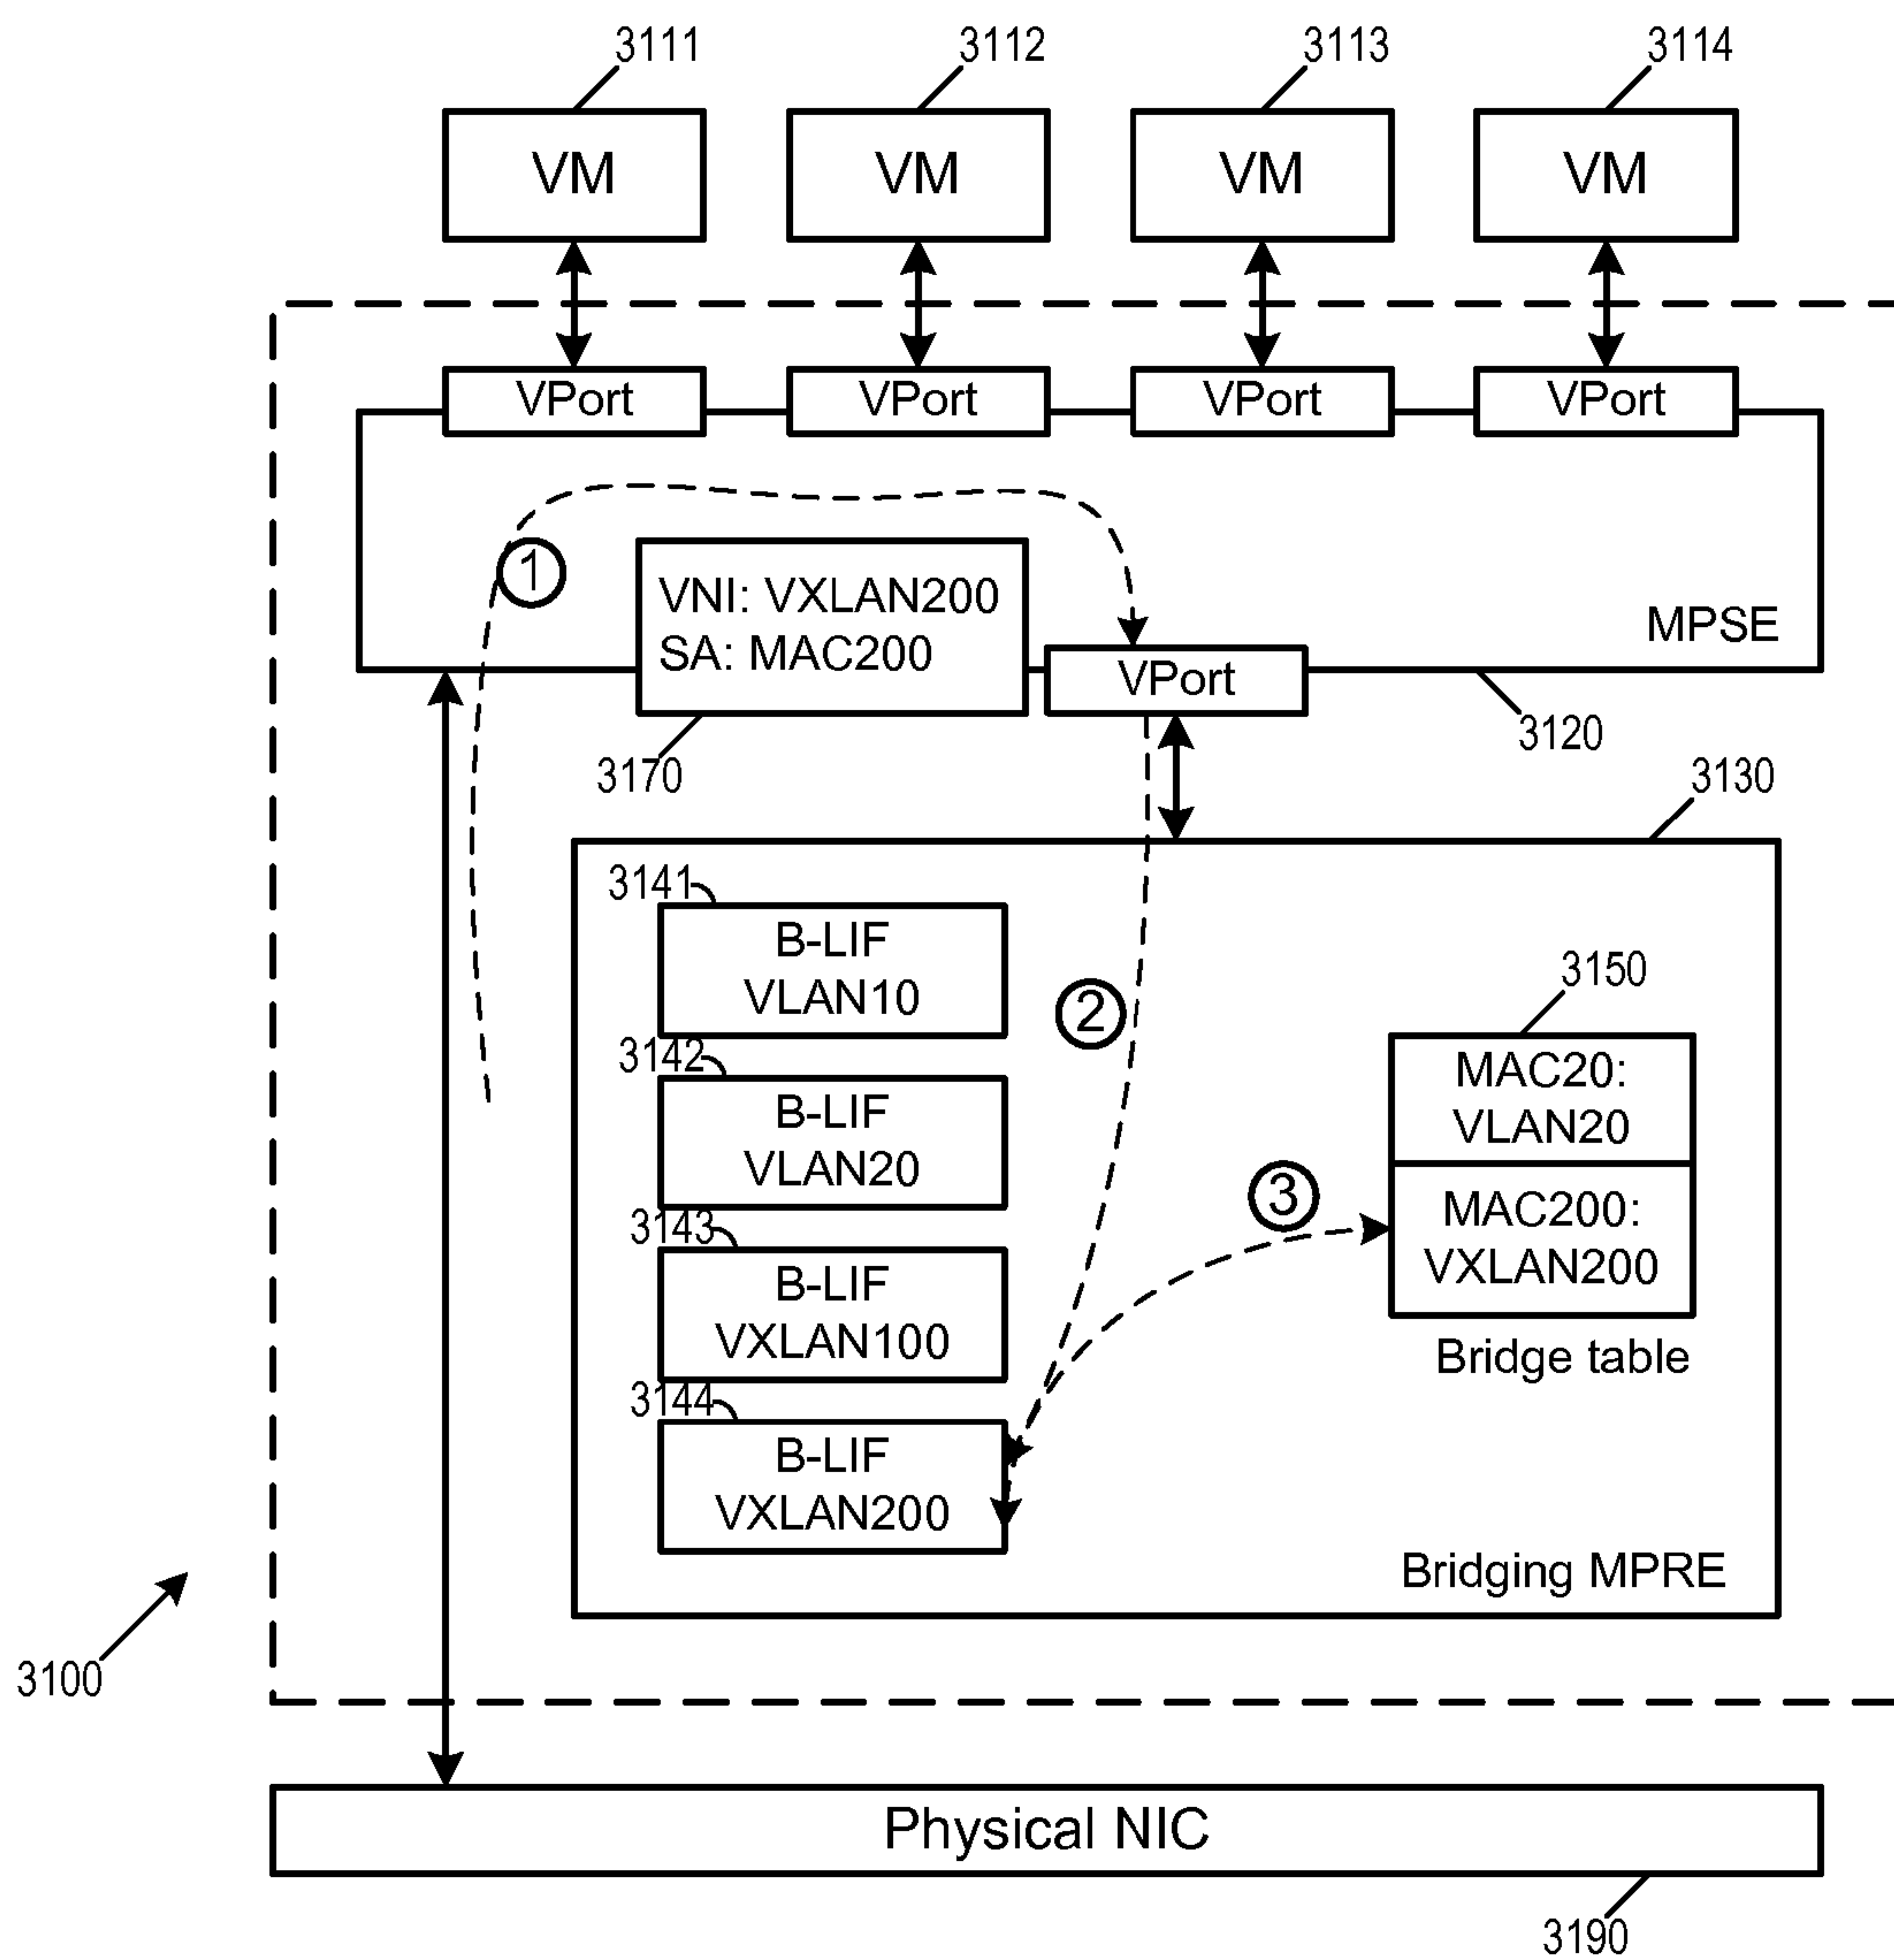 3111
3112
3113
3114
VM
VM
VM
VM
VPort
VPort
VPort
VPort
1
VNI: VXLAN200
SA: MAC200
MPSE
VPort
3120
3170
3130
3141
B-LIF
VLAN10
3150
2
3142
MAC20:
VLAN20
B-LIF
VLAN20
3
MAC200:
VXLAN200
3143
B-LIF
VXLAN100
Bridge table
3144
B-LIF
VXLAN200
Bridging MPRE
3100
Physical NIC
3190